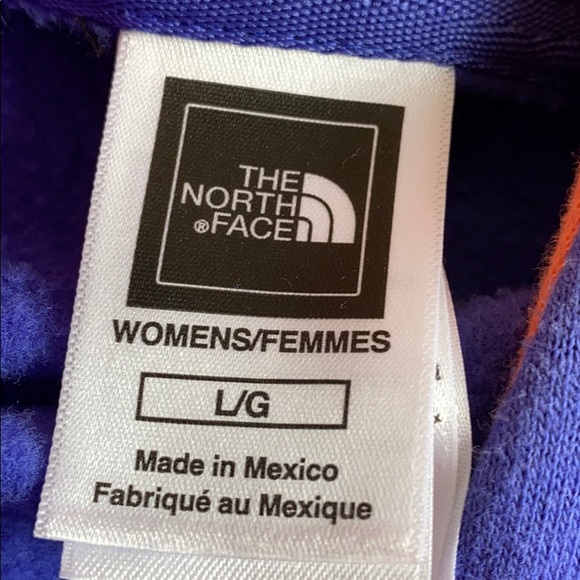 THE
NORTH
®FACE
WOMENS/FEMMES
L/G
Made in Mexico
Fabriqué au Mexique